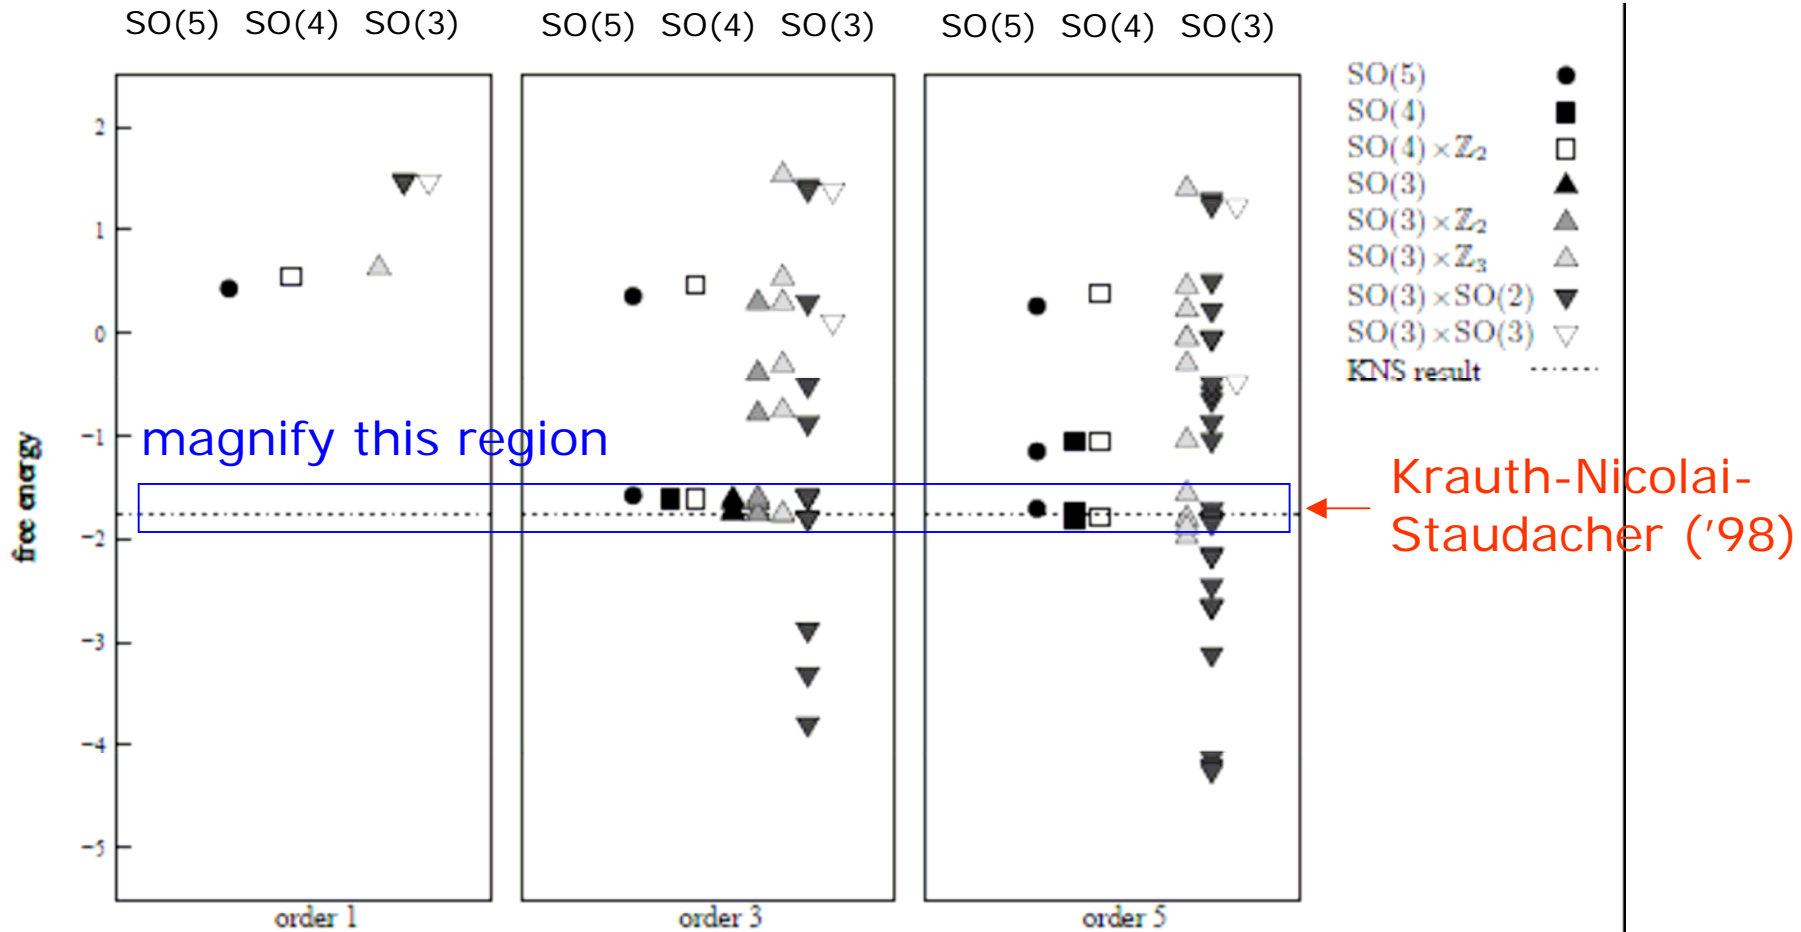 SO(5) SO(4) SO(3) SO(5) SO(4) SO(3) SO(5) SO(4) SO(3)
SO(5)
SO(4)
SO(4)×ℤ₂
SO(3)
SO(3)×ℤ₂
SO(3)×ℤ₃
SO(3)×SO(2)
SO(3)×SO(3)
KNS result
2
1
0
−1
−2
−3
−4
−5
free energy
magnify this region
Krauth-Nicolai-
Staudacher ('98)
order 1 order 3 order 5